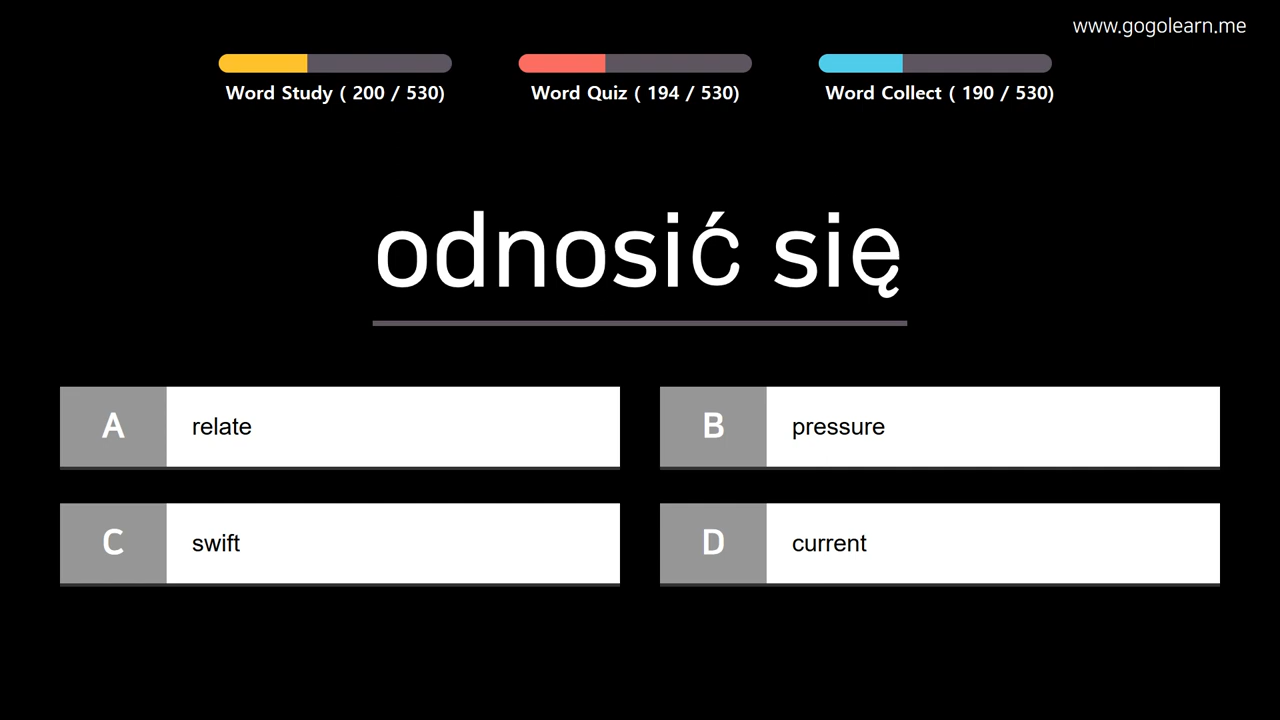 www.gogolearn.me
Word Study ( 200 / 530)
Word Quiz ( 194 / 530)
Word Collect ( 190 / 530)
odnosić się
A relate
B pressure
C swift
D current